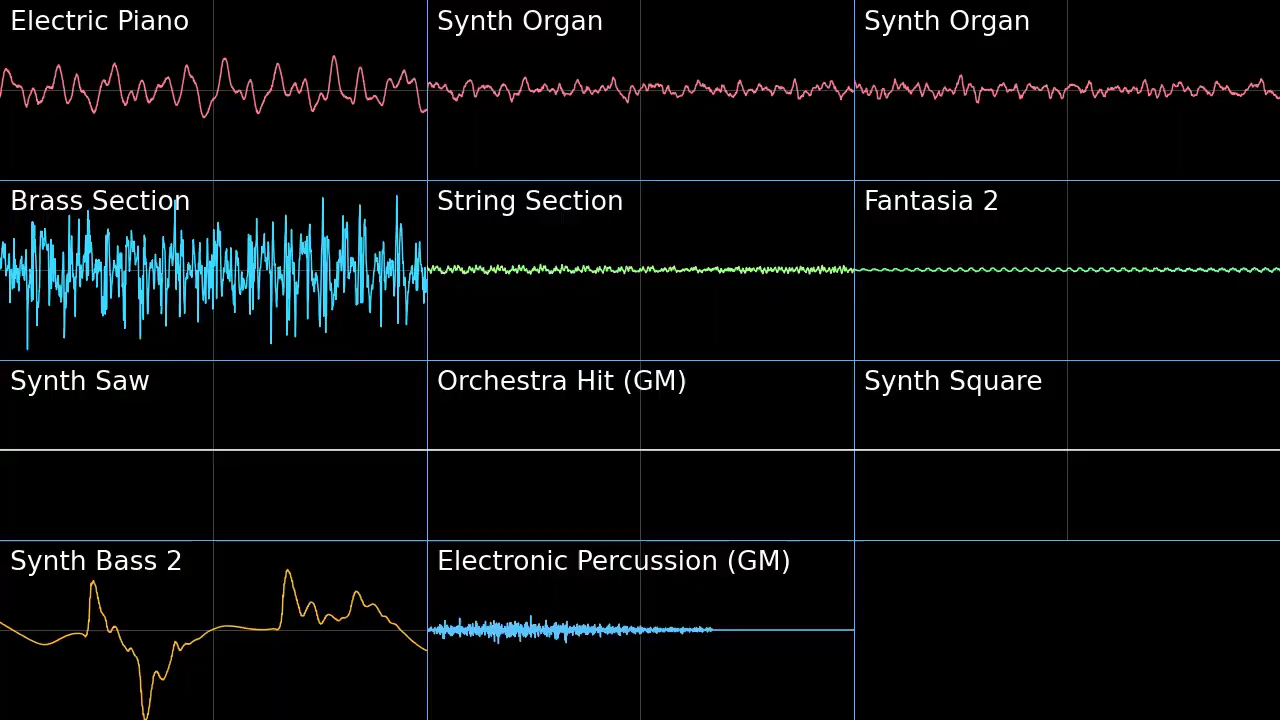 Electric Piano
Synth Organ
Synth Organ
Brass Section
String Section
Fantasia 2
Synth Saw
Orchestra Hit (GM)
Synth Square
Synth Bass 2
Electronic Percussion (GM)